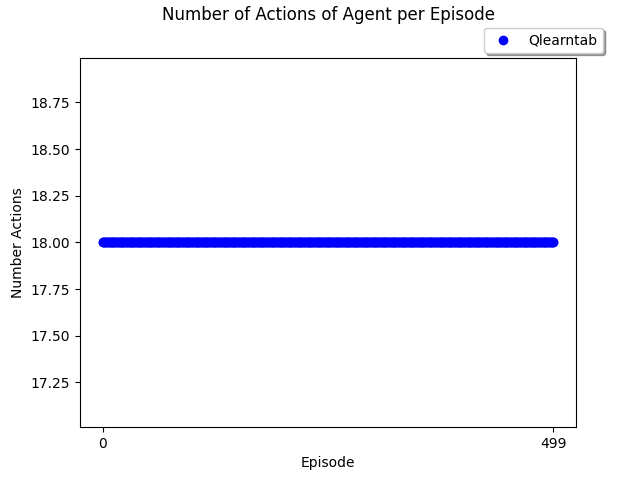 Number of Actions of Agent per Episode
Qlearntab
18.75
18.50
18.25
18.00
17.75
17.50
17.25
Number Actions
0
499
Episode